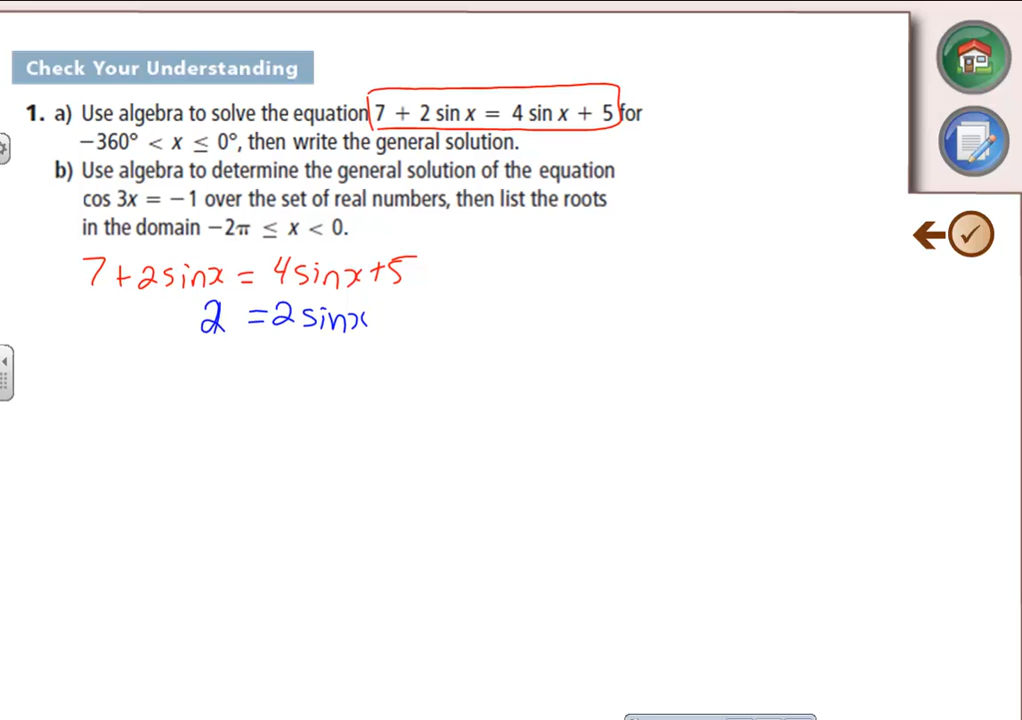 Check Your Understanding
1. a) Use algebra to solve the equation 7 + 2 sin x = 4 sin x + 5 for
−360° < x ≤ 0°, then write the general solution.
b) Use algebra to determine the general solution of the equation
cos 3x = −1 over the set of real numbers, then list the roots
in the domain −2π ≤ x < 0.
7+2sinx = 4sinx+5
2 = 2sinx